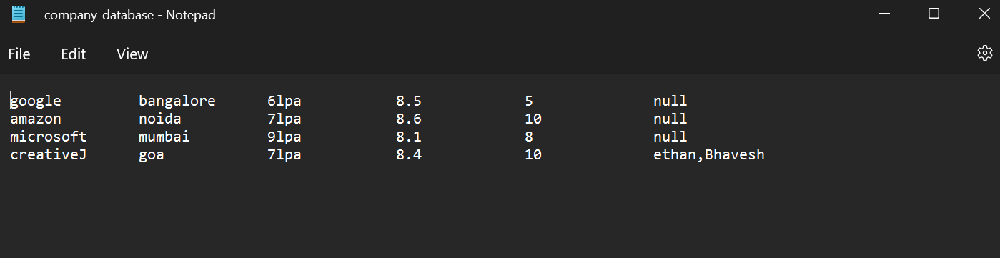 company_database - Notepad
File Edit View
google bangalore 6lpa 8.5 5 null
amazon noida 7lpa 8.6 10 null
microsoft mumbai 9lpa 8.1 8 null
creativeJ goa 7lpa 8.4 10 ethan,Bhavesh